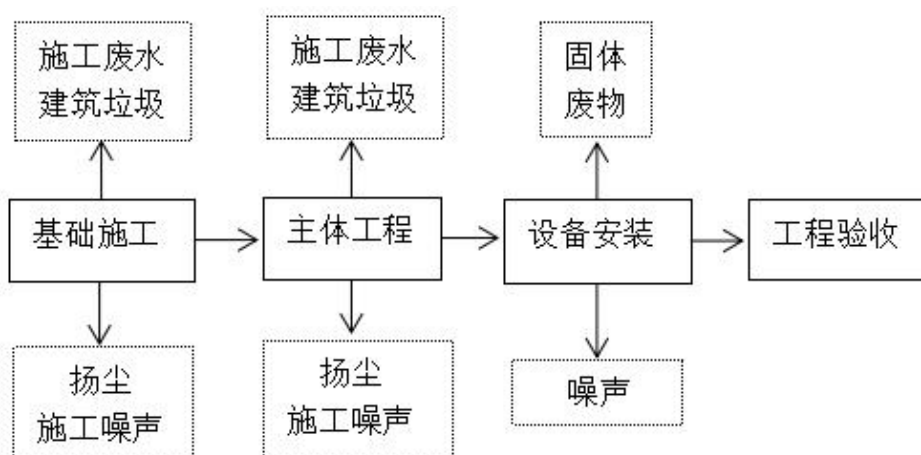 施工废水
建筑垃圾
施工废水
建筑垃圾
固体
废物
基础施工
主体工程
设备安装
工程验收
扬尘
施工噪声
扬尘
施工噪声
噪声